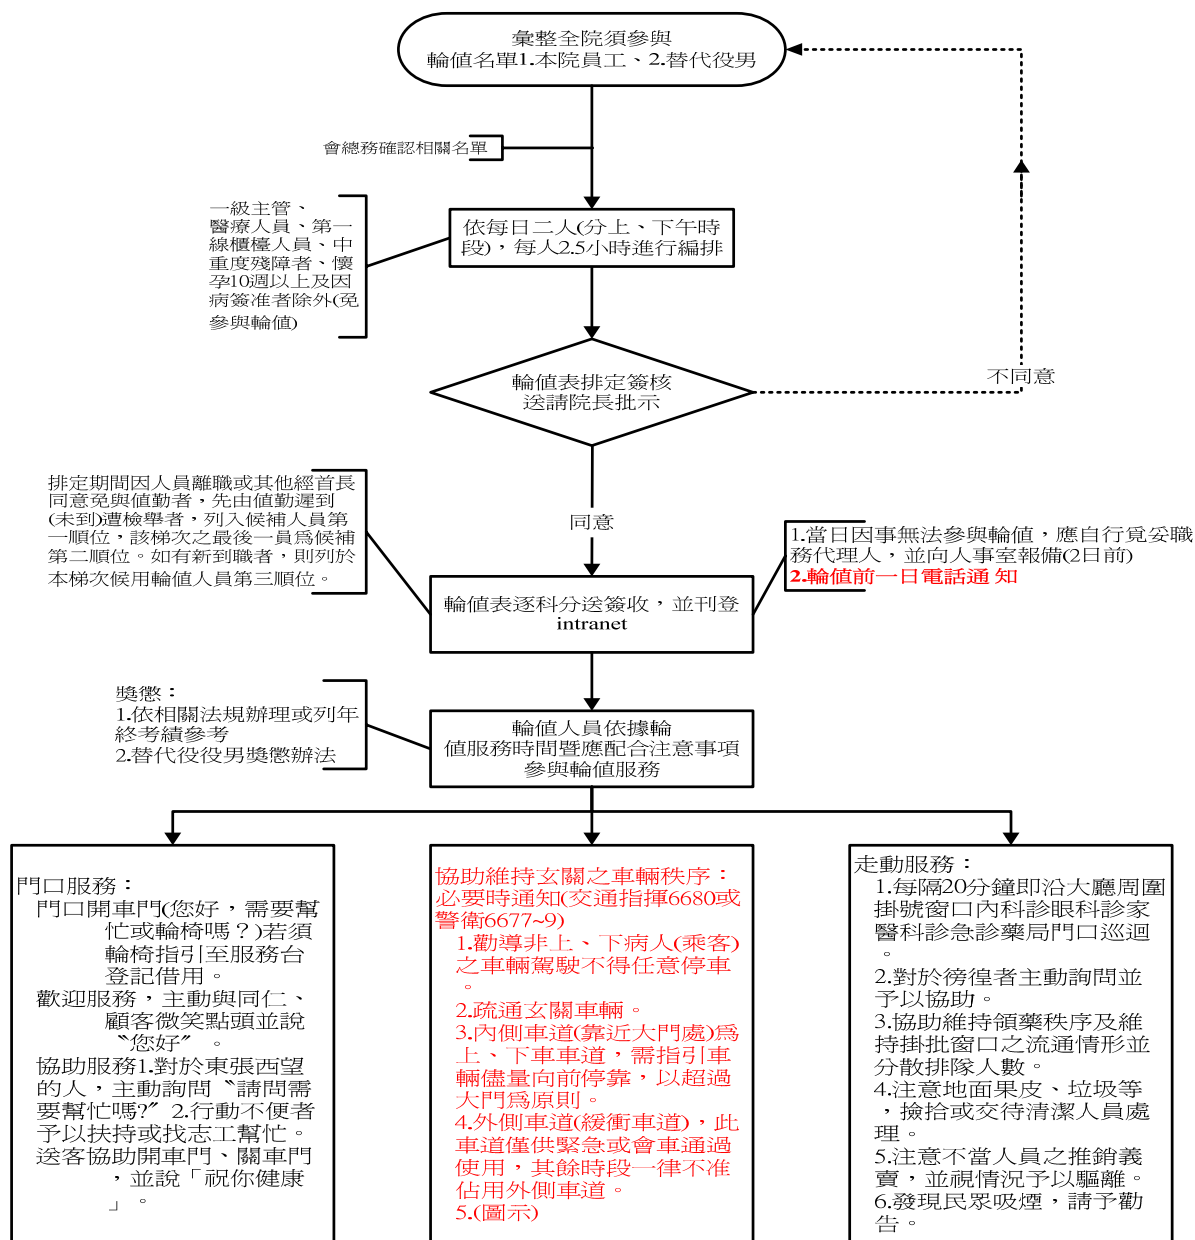 彙整全院須參與
輪值名單1.本院員工、2.替代役男
會總務確認相關名單
一級主管、
醫療人員、第一
線櫃檯人員、中
重度殘障者、懷
孕10週以上及因
病簽准者除外(免
參與輪值)
依每日二人(分上、下午時
段)，每人2.5小時進行編排
輪值表排定簽核
送請院長批示
不同意
同意
排定期間因人員離職或其他經首長
同意免與值勤者，先由值勤遲到
(未到)遭檢舉者，列入候補人員第
一順位，該梯次之最後一員為候補
第二順位。如有新到職者，則列於
本梯次候用輪值人員第三順位。
1.當日因事無法參與輪值，應自行覓妥職
務代理人，並向人事室報備(2日前)
2.輪值前一日電話通 知
輪值表逐科分送簽收，並刊登
intranet
獎懲：
1.依相關法規辦理或列年
終考績參考
2.替代役役男獎懲辦法
輪值人員依據輪
值服務時間暨應配合注意事項
參與輪值服務
門口服務：
門口開車門(您好，需要幫
忙或輪椅嗎？)若須
輪椅指引至服務台
登記借用。
歡迎服務，主動與同仁、
顧客微笑點頭並說
〝您好〞。
協助服務1.對於東張西望
的人，主動詢問〝請問需
要幫忙嗎?〞2.行動不便者
予以扶持或找志工幫忙。
送客協助開車門、關車門
，並說「祝你健康
」。
協助維持玄關之車輛秩序：
必要時通知(交通指揮6680或
警衛6677~9)
1.勸導非上、下病人(乘客)
之車輛駕駛不得任意停車
。
2.疏通玄關車輛。
3.內側車道(靠近大門處)為
上、下車車道，需指引車
輛儘量向前停靠，以超過
大門為原則。
4.外側車道(緩衝車道)，此
車道僅供緊急或會車通過
使用，其餘時段一律不准
佔用外側車道。
5.(圖示)
走動服務：
1.每隔20分鐘即沿大廳周圍
掛號窗口內科診眼科診家
醫科診急診藥局門口巡迴
。
2.對於徬徨者主動詢問並
予以協助。
3.協助維持領藥秩序及維
持掛批窗口之流通情形並
分散排隊人數。
4.注意地面果皮、垃圾等
，撿拾或交待清潔人員處
理。
5.注意不當人員之推銷義
賣，並視情況予以驅離。
6.發現民眾吸煙，請予勸
告。